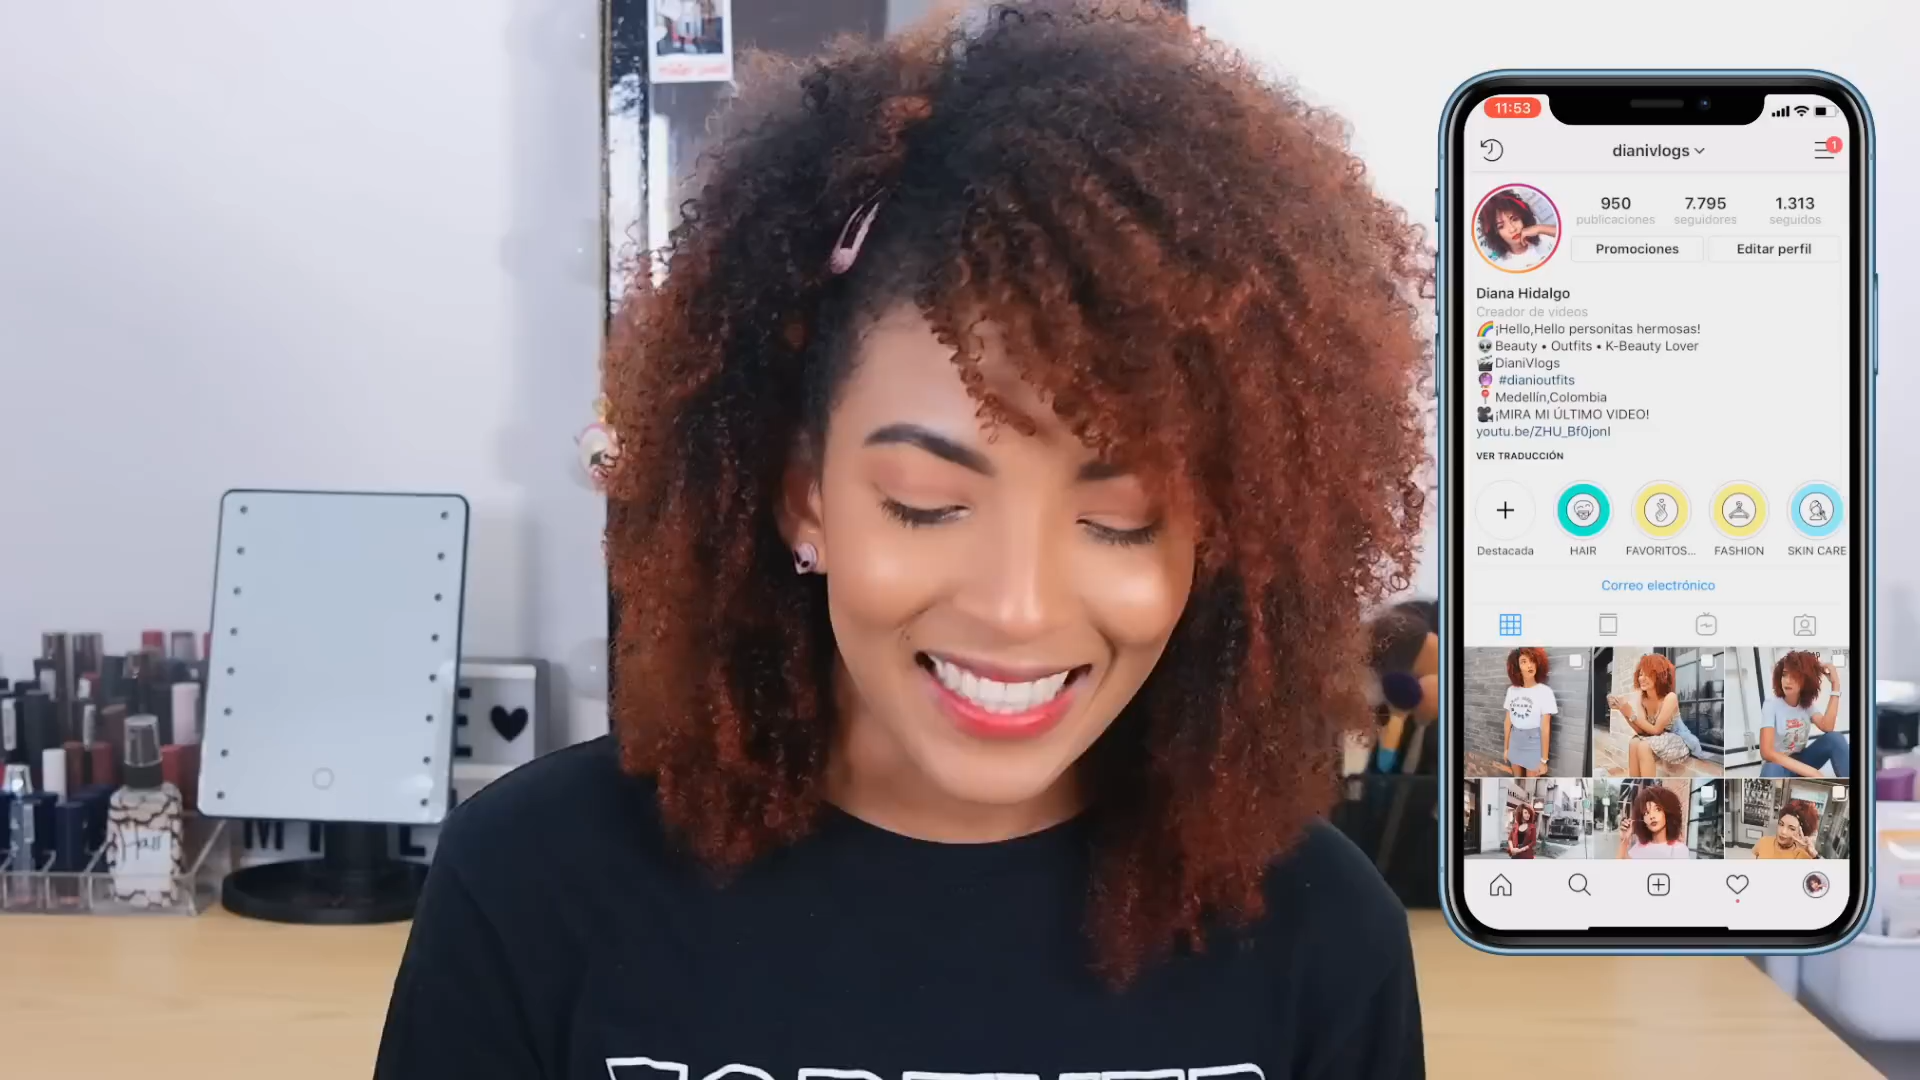 11:53
dianivlogs
1
950
7.795
1.313
publicaciones
seguidores
seguidos
Promociones
Editar perfil
Diana Hidalgo
Creador de videos
¡Hello,Hello personitas hermosas!
Beauty • Outfits • K-Beauty Lover
DianiVlogs
#dianioutfits
Medellín,Colombia
¡MIRA MI ÚLTIMO VIDEO!
youtu.be/ZHU_Bf0jonI
VER TRADUCCIÓN
Destacada
HAIR
FAVORITOS...
FASHION
SKIN CARE
Correo electrónico
FOREVER